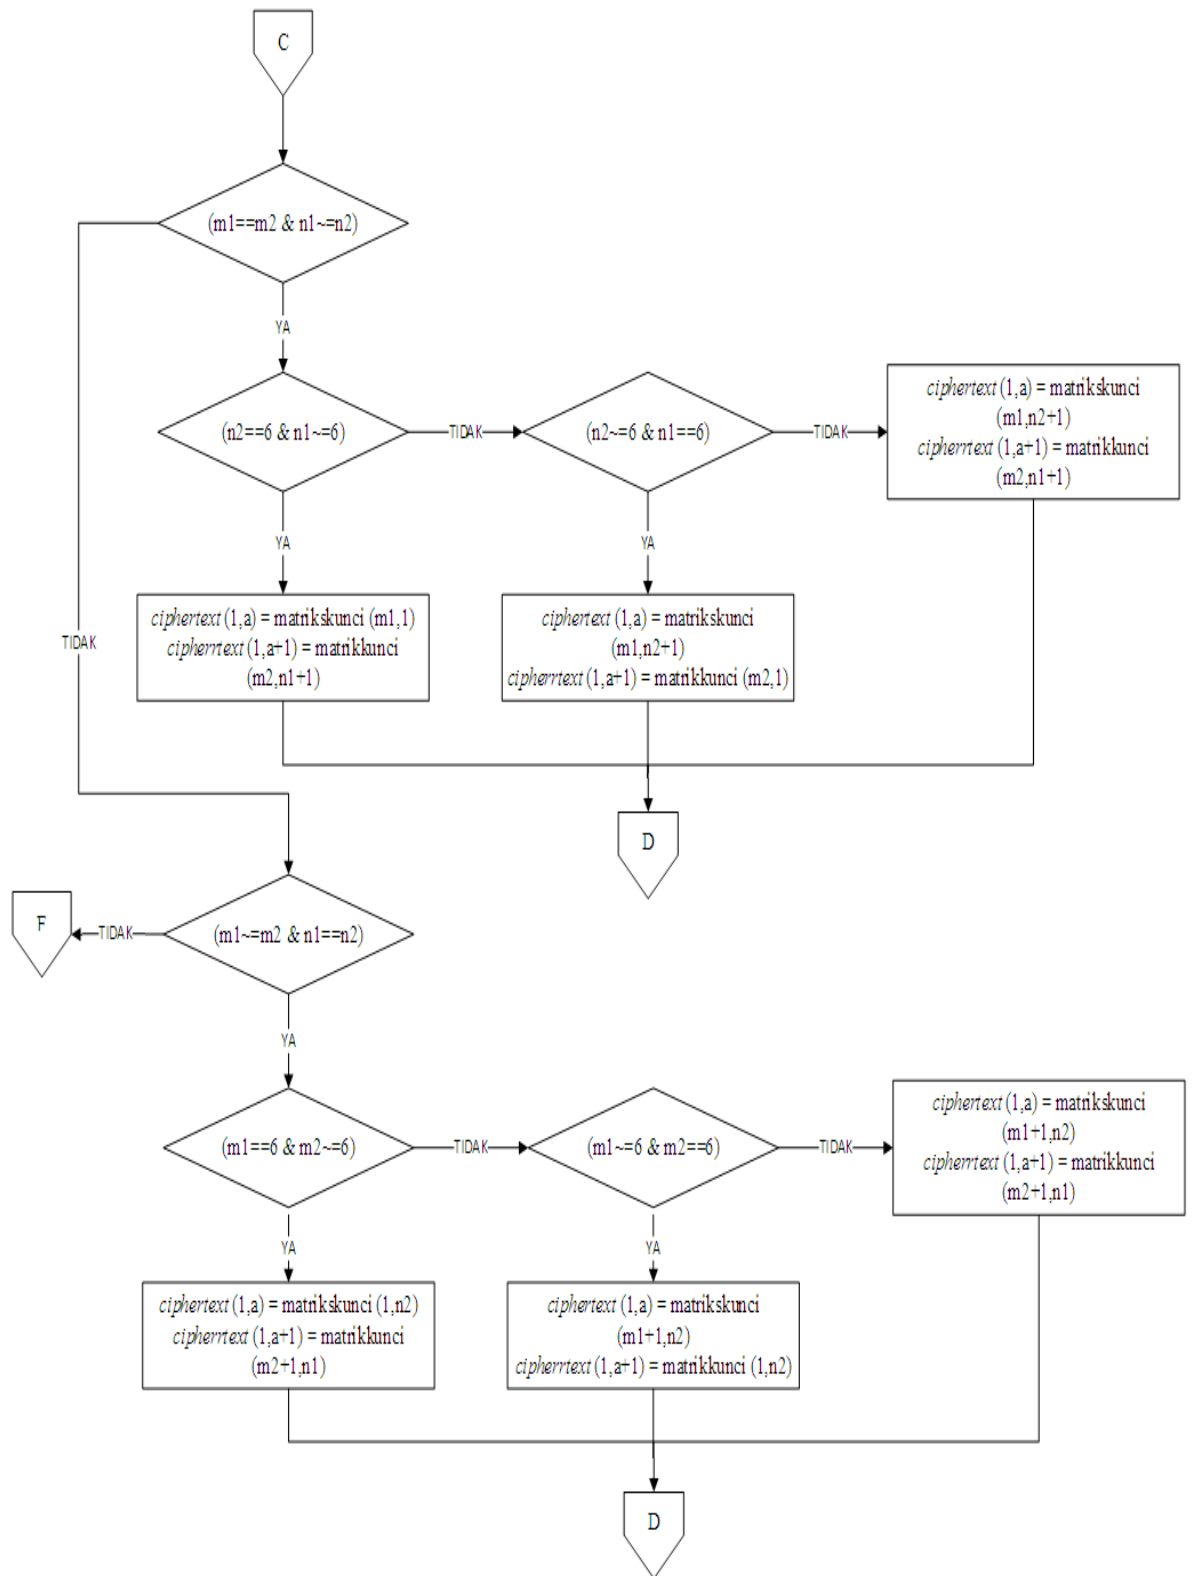 C
(m1==m2 & n1~=n2)
YA
(n2==6 & n1~=6)
TIDAK
(n2~=6 & n1==6)
TIDAK
ciphertext (1,a) = matrikskunci
(m1,n2+1)
cipherrtext (1,a+1) = matrikkunci
(m2,n1+1)
YA
YA
ciphertext (1,a) = matrikskunci (m1,1)
cipherrtext (1,a+1) = matrikkunci
(m2,n1+1)
ciphertext (1,a) = matrikskunci
(m1,n2+1)
cipherrtext (1,a+1) = matrikkunci (m2,1)
TIDAK
D
F
TIDAK
(m1~=m2 & n1==n2)
YA
(m1==6 & m2~=6)
TIDAK
(m1~=6 & m2==6)
TIDAK
ciphertext (1,a) = matrikskunci
(m1+1,n2)
cipherrtext (1,a+1) = matrikkunci
(m2+1,n1)
YA
YA
ciphertext (1,a) = matrikskunci (1,n2)
cipherrtext (1,a+1) = matrikkunci
(m2+1,n1)
ciphertext (1,a) = matrikskunci
(m1+1,n2)
cipherrtext (1,a+1) = matrikkunci (1,n2)
D